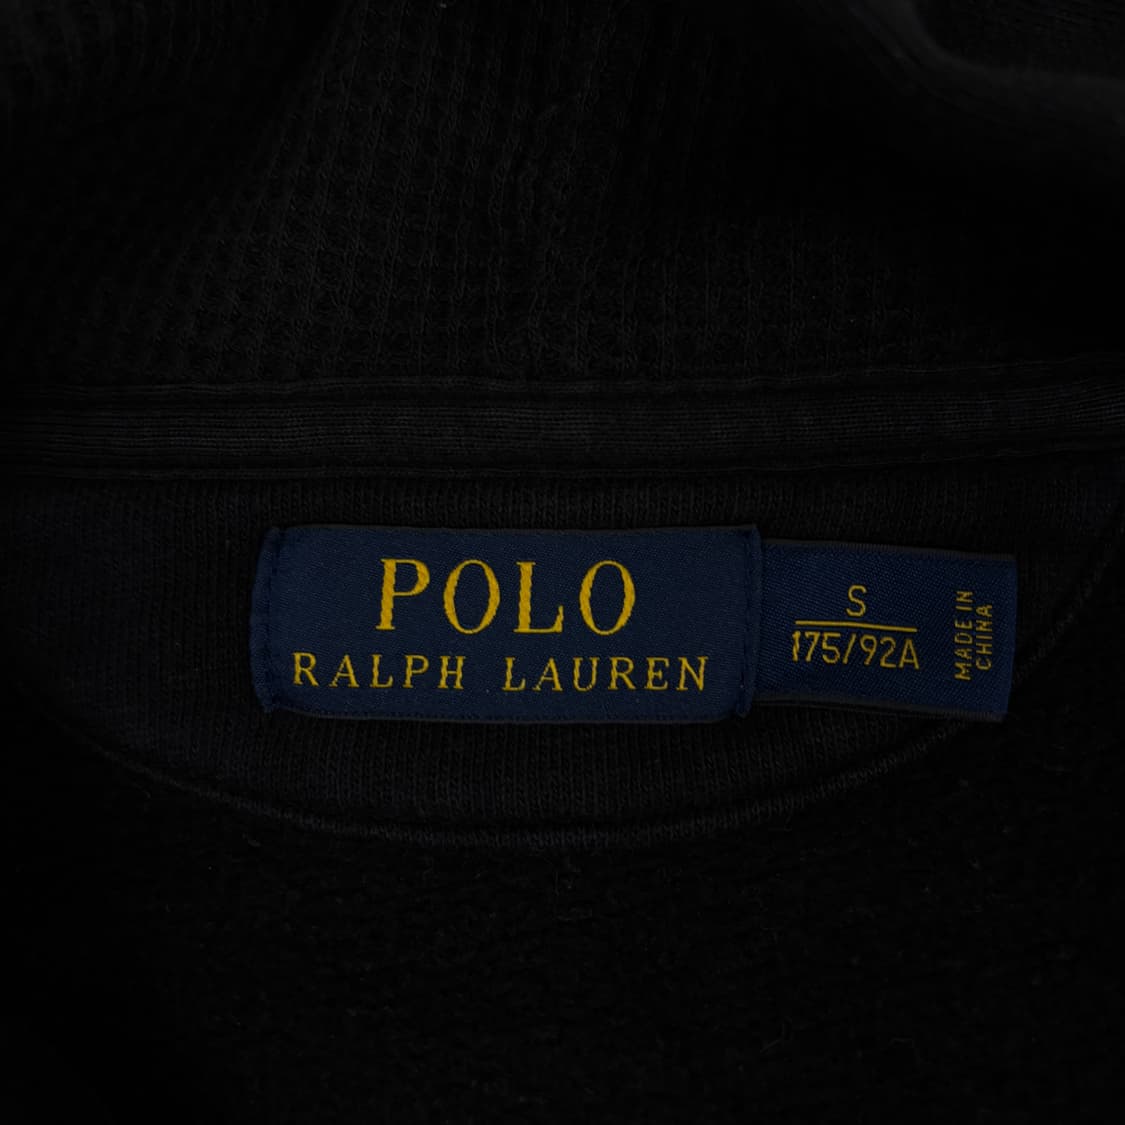 POLO
RALPH LAUREN
S
175/92A
MADE IN
CHINA